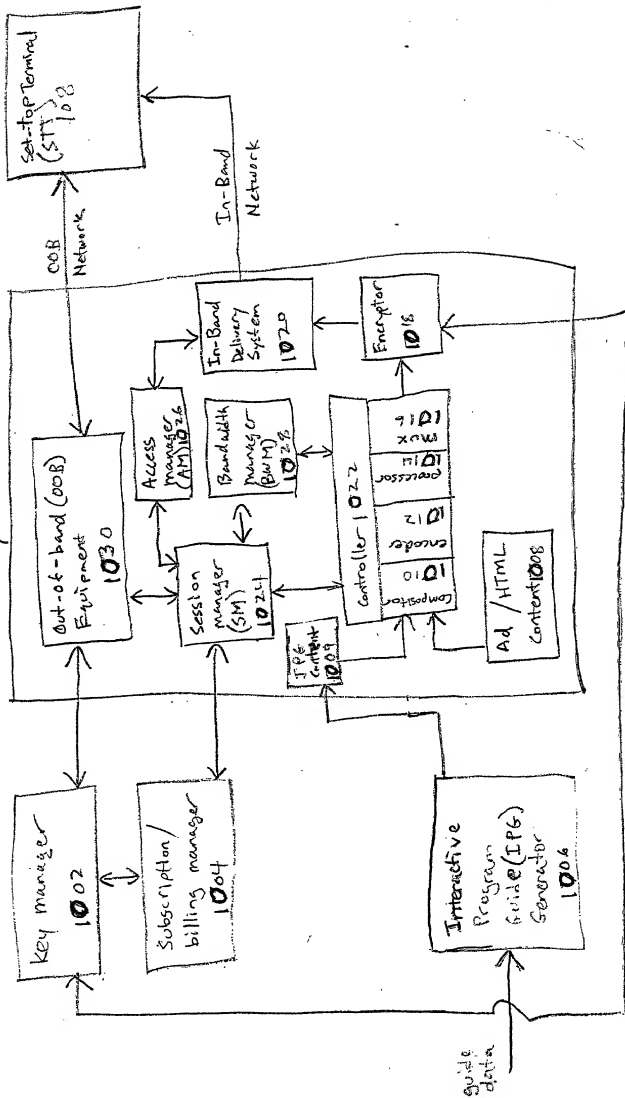 Key manager
1002
Subscription/
billing manager
1004
guide
data
Interactive
Program
Guide (IPG)
Generator
1006
Out-of-band (OOB)
Equipment
1030
Session
manager
(SM)
1024
Access
manager
(AM) 1026
Bandwidth
manager
(BWM)
1028
In-Band
Delivery
System
1020
IPG
Content
1009
Controller 1022
Compositor
1010
encoder
1012
processor
1014
mux
1016
Encryptor
1018
Ad / HTML
Content 1008
OOB
Network
In-Band
Network
Set-top Terminal
(STT)
108